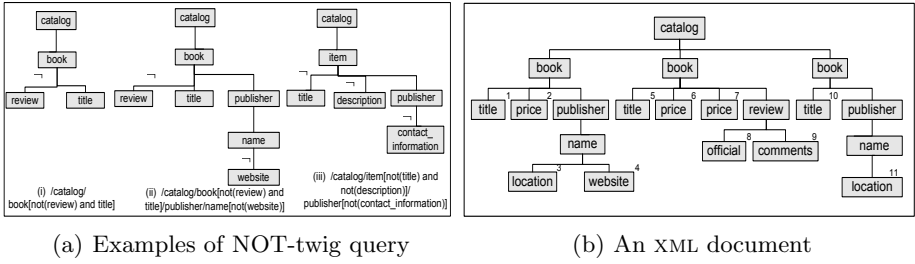 catalog
book
¬
review
title
(i) /catalog/
book[not(review) and title]
catalog
book
¬
review
title
publisher
name
¬
website
(ii) /catalog/book[not(review) and
title]/publisher/name[not(website)]
catalog
item
¬
¬
title
description
publisher
¬
contact_
information
(iii) /catalog/item[not(title) and
not(description)]/
publisher[not(contact_information)]
(a) Examples of NOT-twig query
catalog
book
book
book
title 1
price 2
publisher
title 5
price 6
price 7
review
title 10
publisher
name
official 8
comments 9
name
location 3
website 4
location 11
(b) An XML document